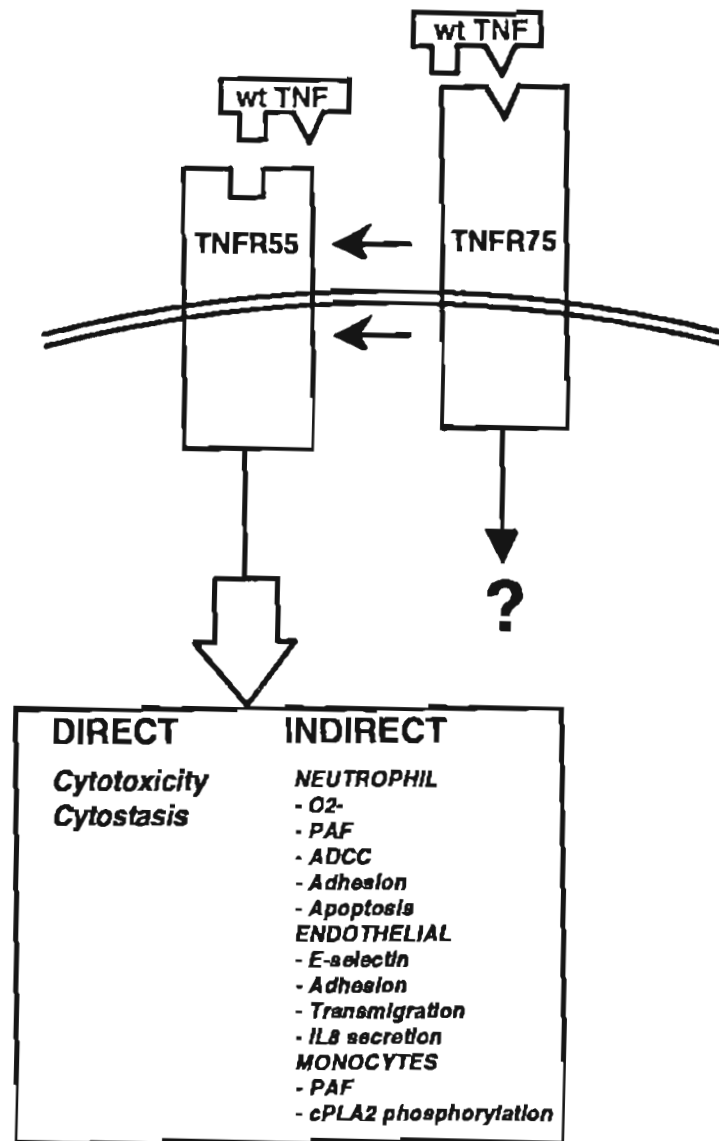 wt TNF
wt TNF
TNFR55
TNFR75
?
DIRECT
Cytotoxicity
Cytostasis
INDIRECT
NEUTROPHIL
- O2-
- PAF
- ADCC
- Adhesion
- Apoptosis
ENDOTHELIAL
- E-selectin
- Adhesion
- Transmigration
- IL8 secretion
MONOCYTES
- PAF
- cPLA2 phosphorylation